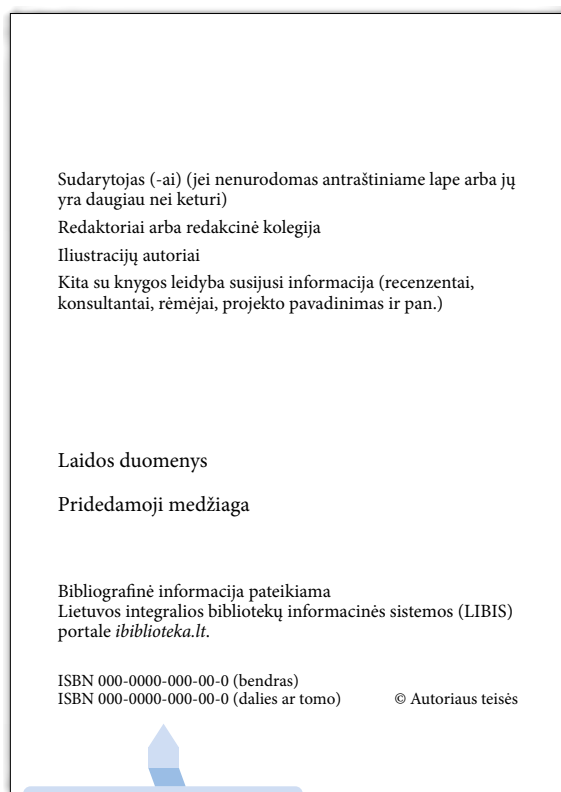 Sudarytojas (-ai) (jei nenurodomas antraštiniame lape arba jų
yra daugiau nei keturi)
Redaktoriai arba redakcinė kolegija
Iliustracijų autoriai
Kita su knygos leidyba susijusi informacija (recenzentai,
konsultantai, rėmėjai, projekto pavadinimas ir pan.)
Laidos duomenys
Pridedamoji medžiaga
Bibliografinė informacija pateikiama
Lietuvos integralios bibliotekų informacinės sistemos (LIBIS)
portale ibiblioteka.lt.
ISBN 000-0000-000-00-0 (bendras)
ISBN 000-0000-000-00-0 (dalies ar tomo) © Autoriaus teisės